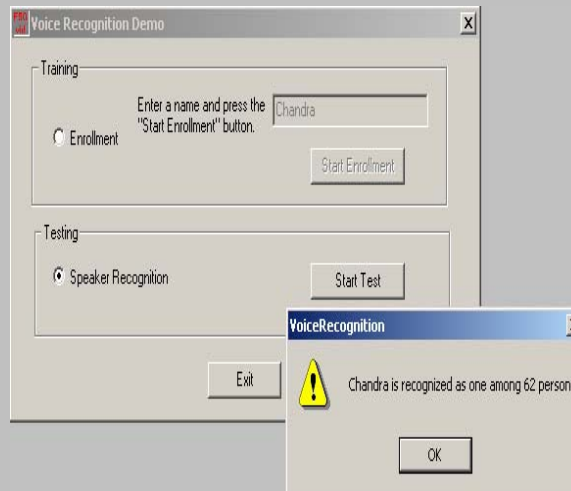 Voice Recognition Demo
Training
Enter a name and press the
"Start Enrollment" button.
Chandra
Enrollment
Start Enrollment
Testing
Speaker Recognition
Start Test
VoiceRecognition
Exit
Chandra is recognized as one among 62 person
OK